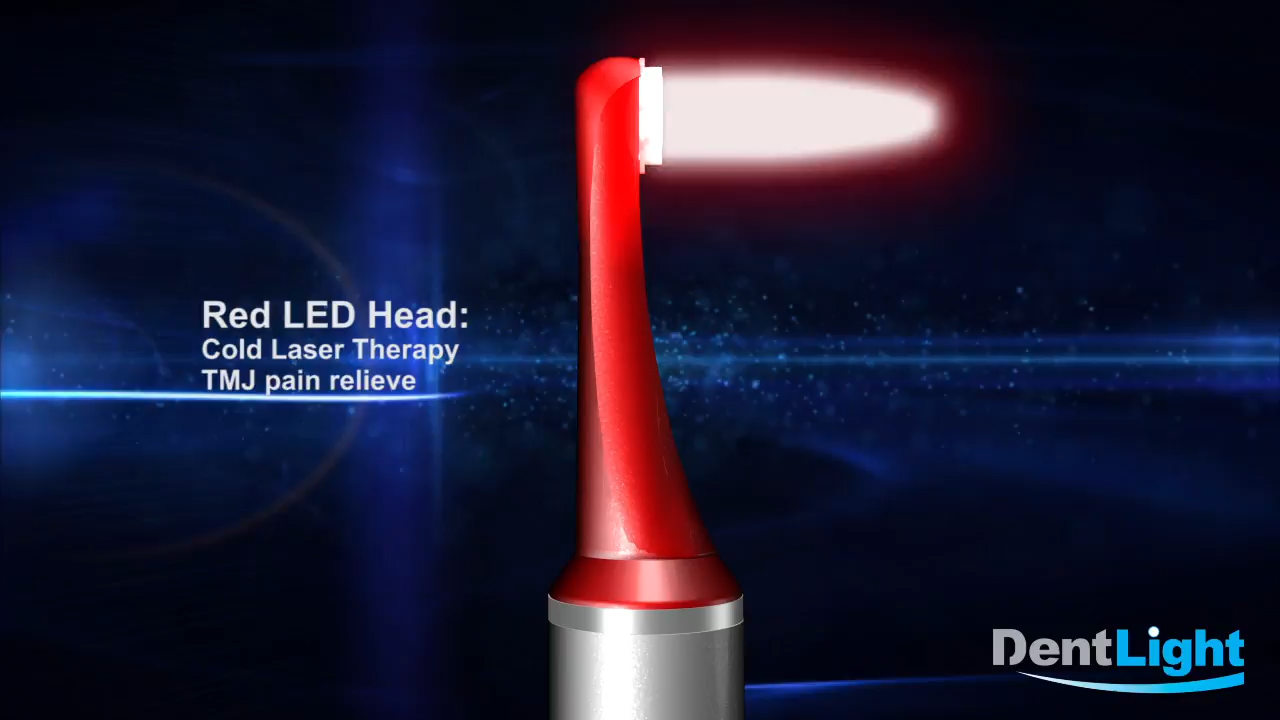 Red LED Head:
Cold Laser Therapy
TMJ pain relieve
DentLight